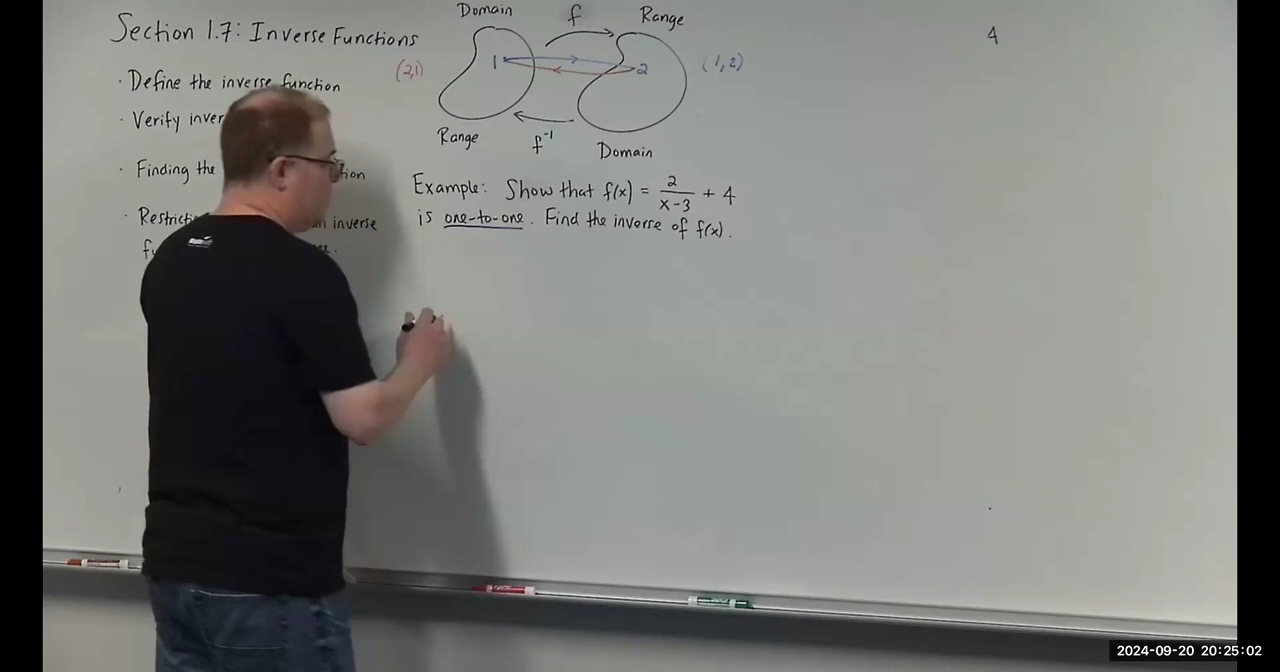 Section 1.7: Inverse Functions
· Define the inverse function
· Verify inver
· Finding the tion
· Restricti inverse
Domain f Range
1 2
(2,1) (1,2)
Range f⁻¹ Domain
Example: Show that f(x) = 2/(x-3) + 4
is one-to-one. Find the inverse of f(x).
4
2024-09-20 20:25:02